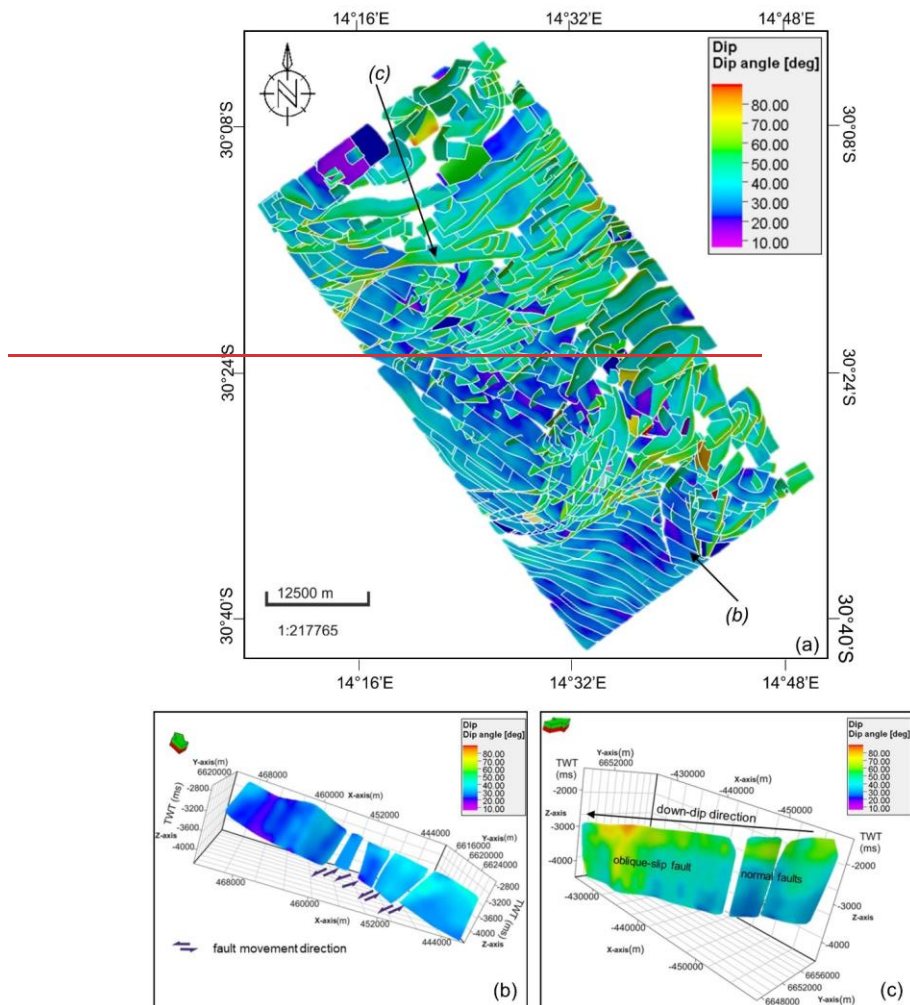 14°16'E 14°32'E 14°48'E
(a)
Dip
Dip angle [deg]
80.00
70.00
60.00
50.00
40.00
30.00
20.00
10.00
N
(c)
30°08'S
30°08'S
30°24'S
30°24'S
30°40'S
30°40'S
12500 m
1:217765
(b)
(a)
14°16'E 14°32'E 14°48'E
Dip
Dip angle [deg]
80.00
70.00
60.00
50.00
40.00
30.00
20.00
10.00
Y-axis(m)
6620000
468000
460000
X-axis(m)
452000
444000
Y-axis(m)
6616000
6620000
6624000
-2800
-3200
-3600
-4000
TWT (ms)
Z-axis
468000
460000
X-axis(m)
452000
444000
-2800
-3600
-4000
TWT (ms)
Z-axis
fault movement direction
(b)
Dip
Dip angle [deg]
80.00
70.00
60.00
50.00
40.00
30.00
20.00
10.00
Y-axis(m)
6652000
-430000
X-axis(m)
-440000
-450000
TWT
(ms)
-2000
Z-axis
-3000
-4000
down-dip direction
oblique-slip fault
normal faults
TWT
(ms)
-2000
-3000
Z-axis
-4000
-430000
-440000
X-axis(m)
-450000
6656000
6652000
6648000
Y-axis(m)
(c)